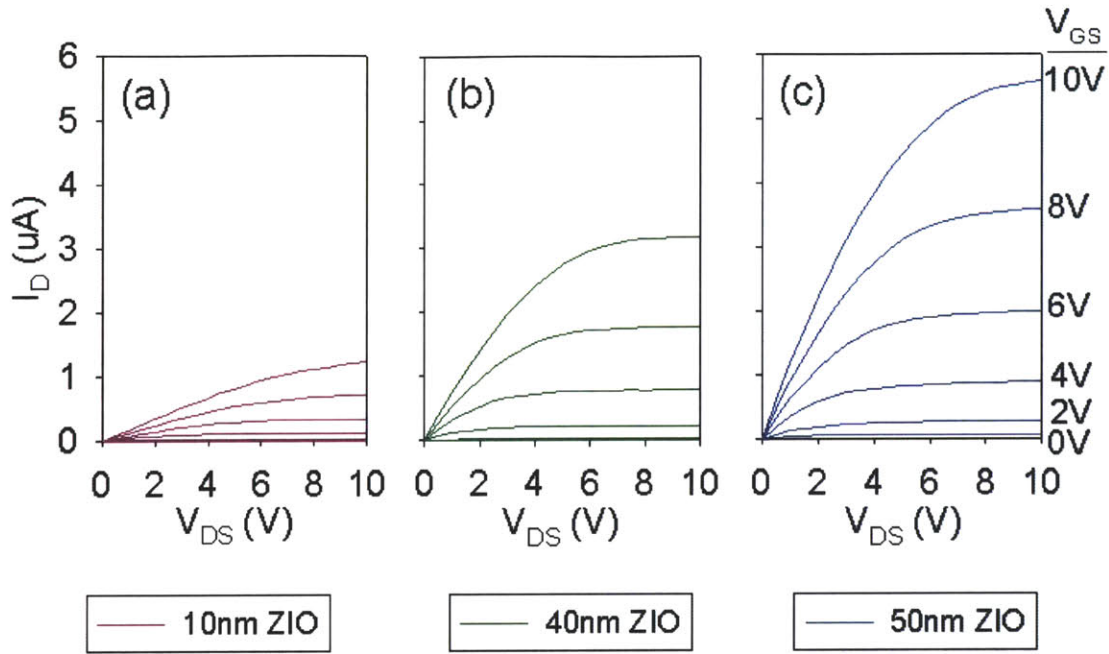 V_GS
6
5
4
3
2
1
0
I_D (uA)
(a)
(b)
(c)
10V
8V
6V
4V
2V
0V
0 2 4 6 8 10
0 2 4 6 8 10
0 2 4 6 8 10
V_DS (V)
V_DS (V)
V_DS (V)
10nm ZIO
40nm ZIO
50nm ZIO